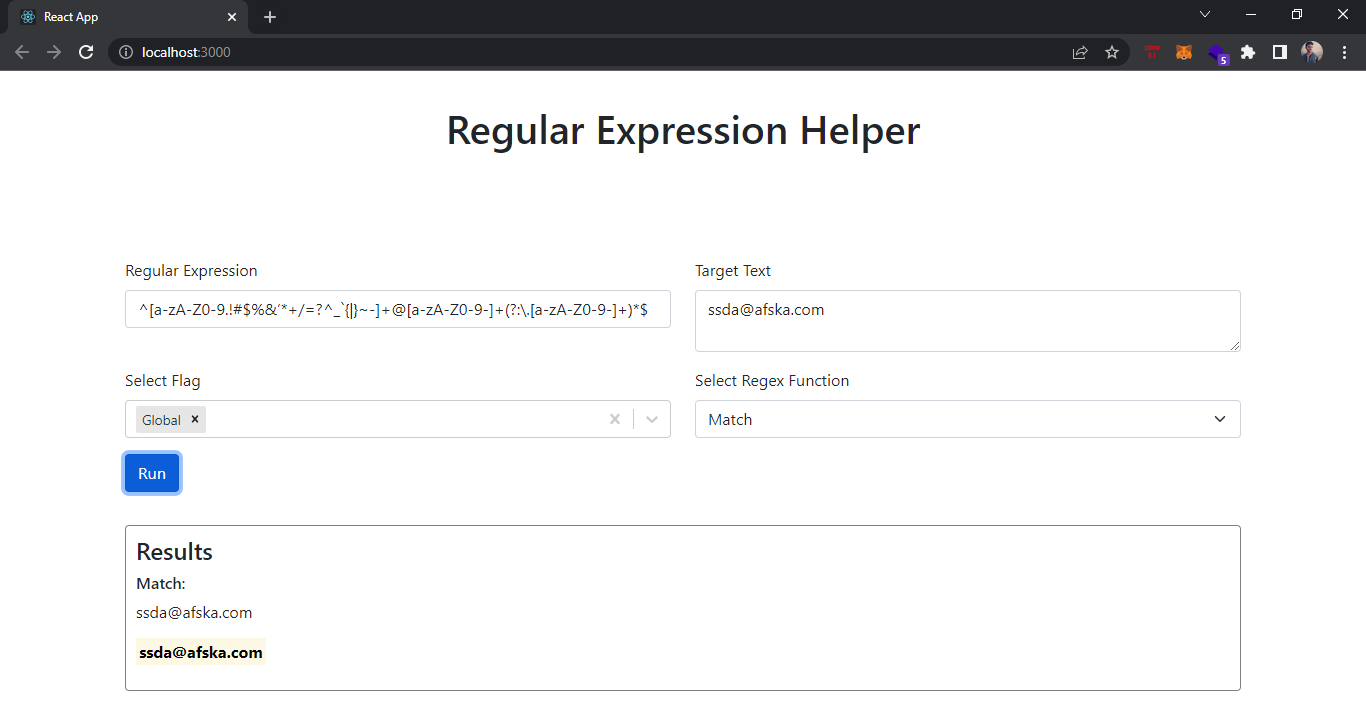 React App
localhost:3000
5
Regular Expression Helper
Regular Expression
Target Text
^[a-zA-Z0-9.!#$%&’*+/=?^_`{|}~-]+@[a-zA-Z0-9-]+(?:\.[a-zA-Z0-9-]+)*$
ssda@afska.com
Select Flag
Select Regex Function
Global
Match
Run
Results
Match:
ssda@afska.com
ssda@afska.com